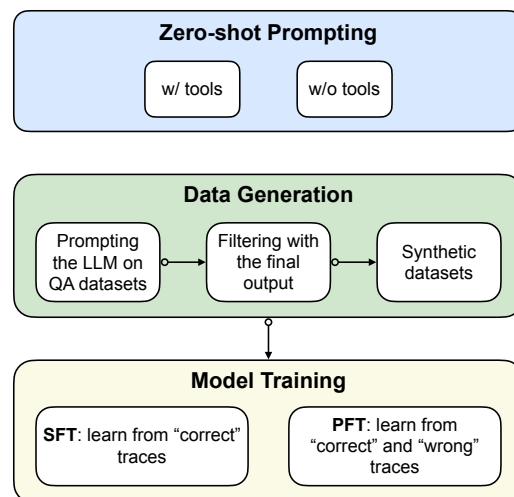 Zero-shot Prompting
w/ tools
w/o tools
Data Generation
Prompting
the LLM on
QA datasets
Filtering with
the final
output
Synthetic
datasets
Model Training
SFT: learn from “correct”
traces
PFT: learn from
“correct” and “wrong”
traces